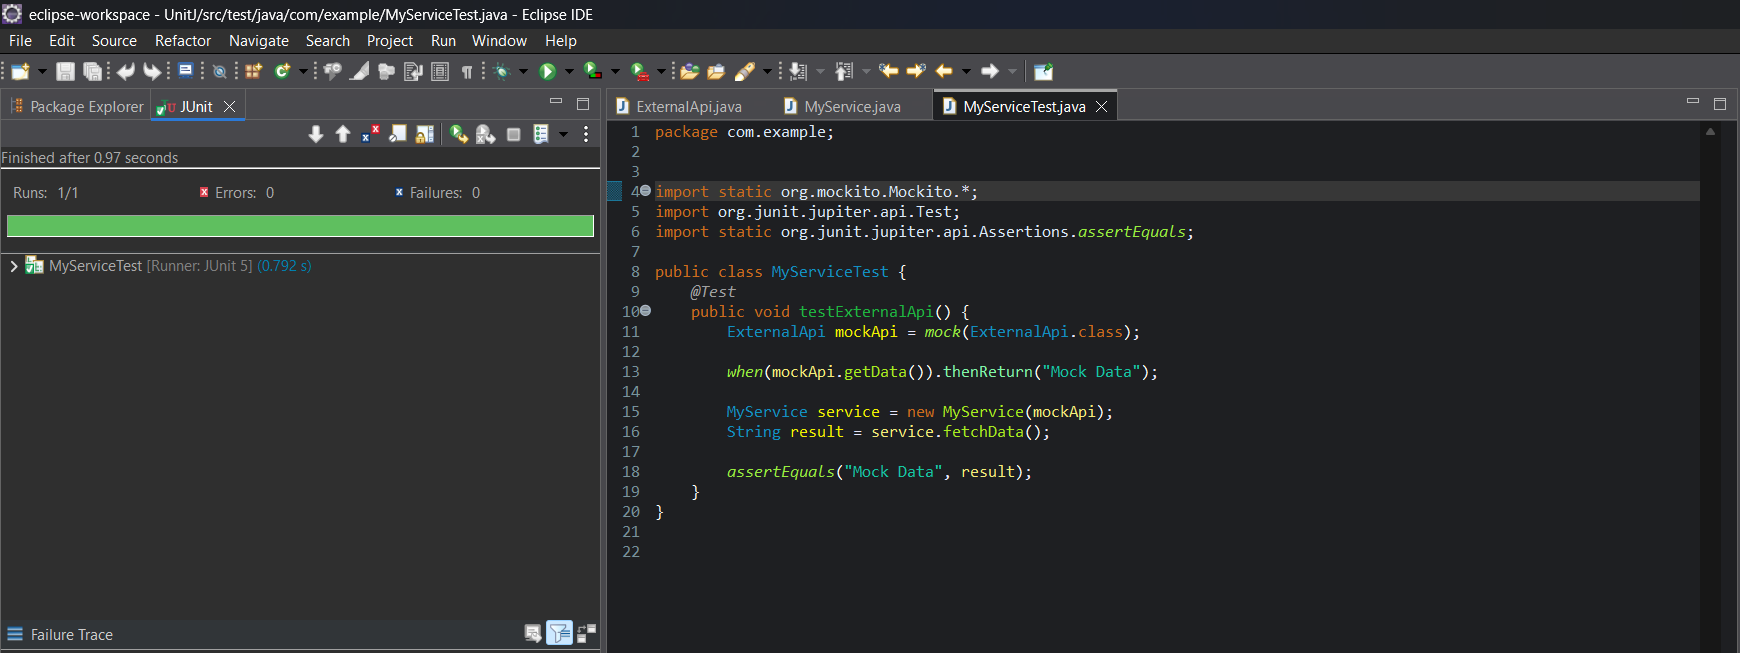 eclipse-workspace - UnitJ/src/test/java/com/example/MyServiceTest.java - Eclipse IDE
File Edit Source Refactor Navigate Search Project Run Window Help
Package Explorer JUnit
Finished after 0.97 seconds
Runs: 1/1 Errors: 0 Failures: 0
MyServiceTest [Runner: JUnit 5] (0.792 s)
Failure Trace
ExternalApi.java MyService.java MyServiceTest.java
1 package com.example;
2
3
4 import static org.mockito.Mockito.*;
5 import org.junit.jupiter.api.Test;
6 import static org.junit.jupiter.api.Assertions.assertEquals;
7
8 public class MyServiceTest {
9     @Test
10     public void testExternalApi() {
11         ExternalApi mockApi = mock(ExternalApi.class);
12
13         when(mockApi.getData()).thenReturn("Mock Data");
14
15         MyService service = new MyService(mockApi);
16         String result = service.fetchData();
17
18         assertEquals("Mock Data", result);
19     }
20 }
21
22